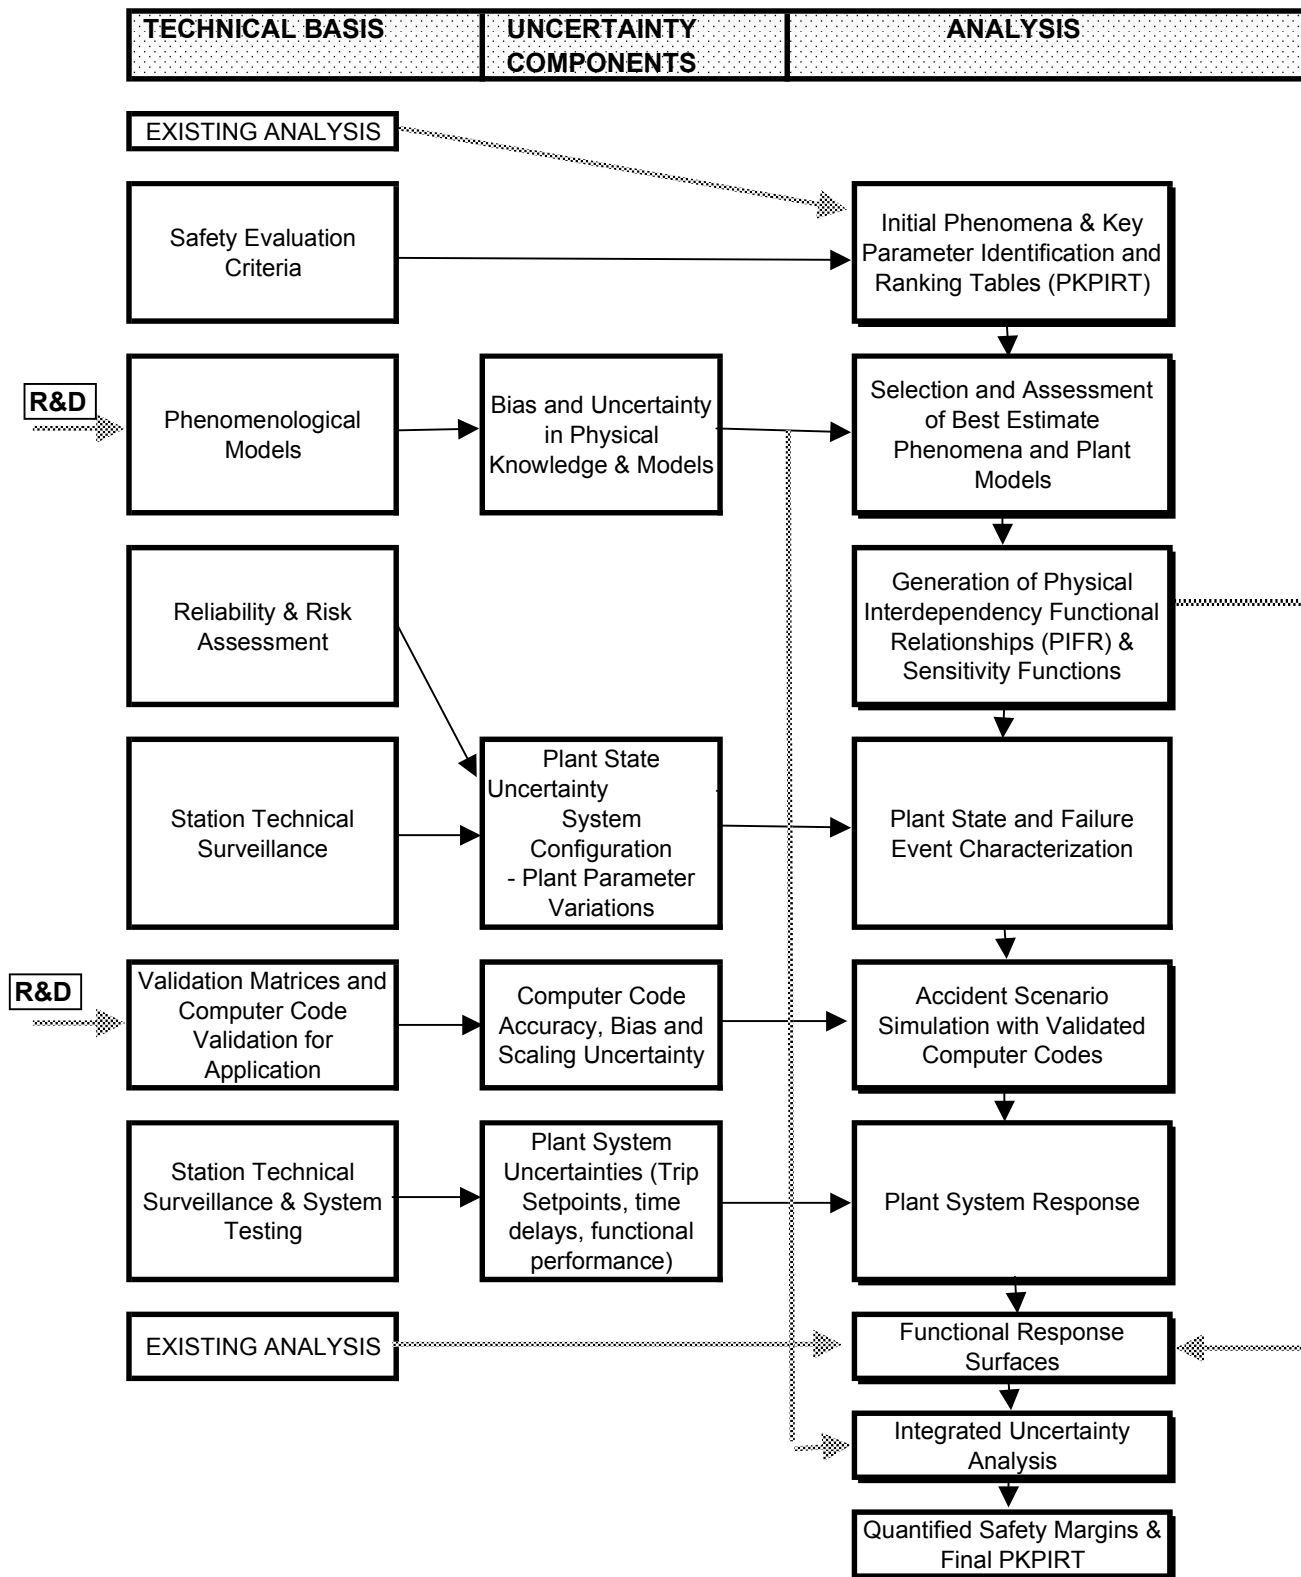 TECHNICAL BASIS
UNCERTAINTY
COMPONENTS
ANALYSIS
EXISTING ANALYSIS
Safety Evaluation
Criteria
Initial Phenomena & Key
Parameter Identification and
Ranking Tables (PKPIRT)
R&D
Phenomenological
Models
Bias and Uncertainty
in Physical
Knowledge & Models
Selection and Assessment
of Best Estimate
Phenomena and Plant
Models
Reliability & Risk
Assessment
Generation of Physical
Interdependency Functional
Relationships (PIFR) &
Sensitivity Functions
Station Technical
Surveillance
Plant State
Uncertainty
System
Configuration
- Plant Parameter
Variations
Plant State and Failure
Event Characterization
R&D
Validation Matrices and
Computer Code
Validation for
Application
Computer Code
Accuracy, Bias and
Scaling Uncertainty
Accident Scenario
Simulation with Validated
Computer Codes
Station Technical
Surveillance & System
Testing
Plant System
Uncertainties (Trip
Setpoints, time
delays, functional
performance)
Plant System Response
EXISTING ANALYSIS
Functional Response
Surfaces
Integrated Uncertainty
Analysis
Quantified Safety Margins &
Final PKPIRT